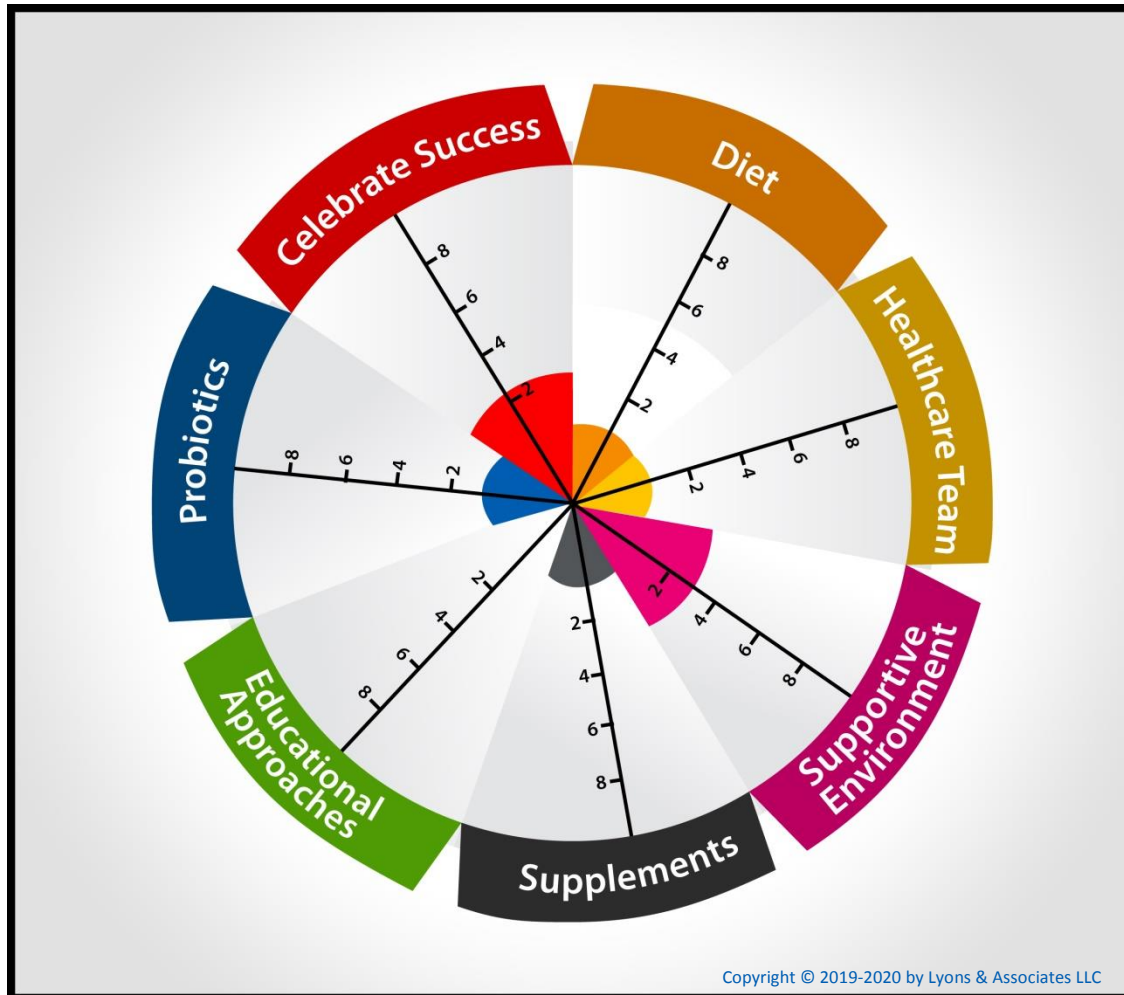 Celebrate Success
Diet
Healthcare Team
Supportive
Environment
Supplements
Educational
Approaches
Probiotics
8
6
4
2
8
6
4
2
2
4
6
8
2
4
6
8
2
4
6
8
2
4
6
8
8
6
4
2
Copyright © 2019-2020 by Lyons & Associates LLC